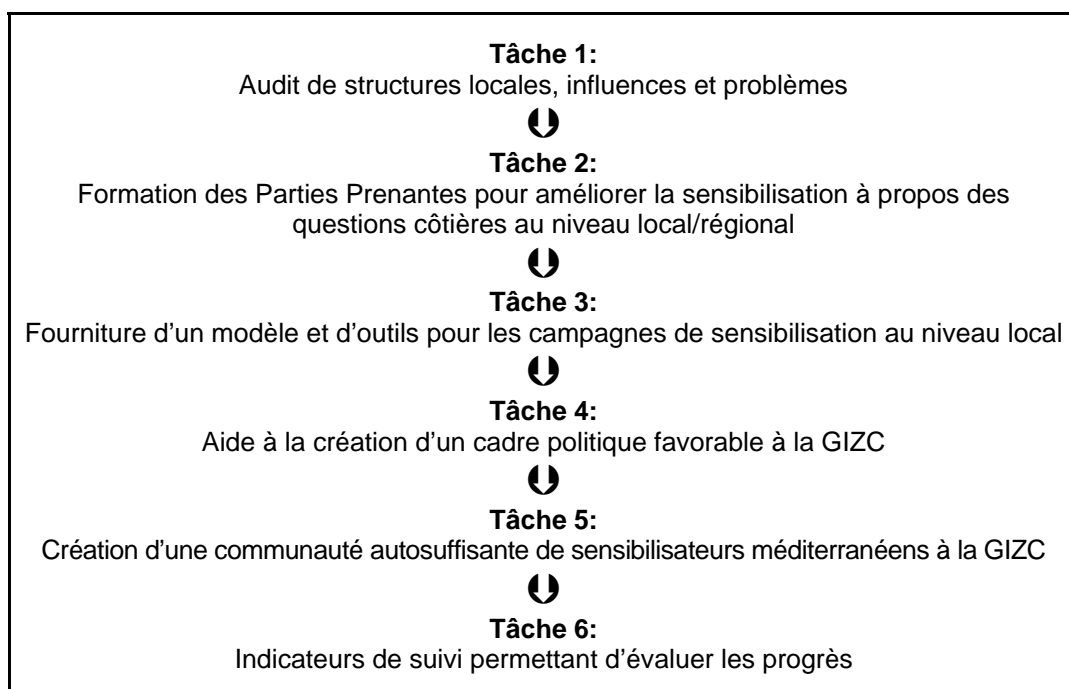 Tâche 1:
Audit de structures locales, influences et problèmes
Tâche 2:
Formation des Parties Prenantes pour améliorer la sensibilisation à propos des
questions côtières au niveau local/régional
Tâche 3:
Fourniture d’un modèle et d’outils pour les campagnes de sensibilisation au niveau local
Tâche 4:
Aide à la création d’un cadre politique favorable à la GIZC
Tâche 5:
Création d’une communauté autosuffisante de sensibilisateurs méditerranéens à la GIZC
Tâche 6:
Indicateurs de suivi permettant d'évaluer les progrès